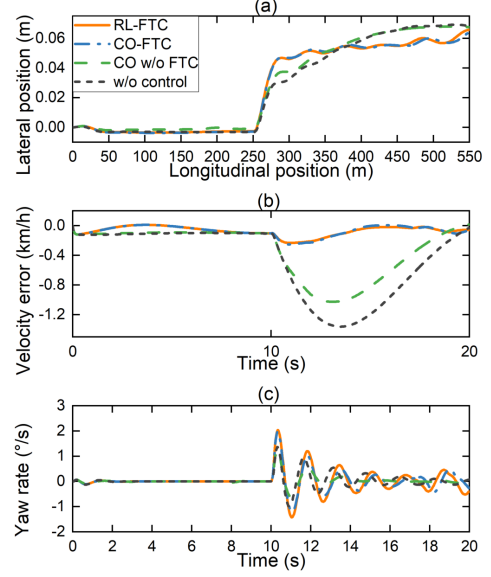 (a)
0.06
0.04
0.02
0.00
Lateral position (m)
RL-FTC
CO-FTC
CO w/o FTC
w/o control
0 50 100 150 200 250 300 350 400 450 500 550
Longitudinal position (m)
(b)
0.0
-0.4
-0.8
-1.2
Velocity error (km/h)
0 10 20
Time (s)
(c)
3
2
1
0
-1
-2
Yaw rate (°/s)
0 2 4 6 8 10 12 14 16 18 20
Time (s)